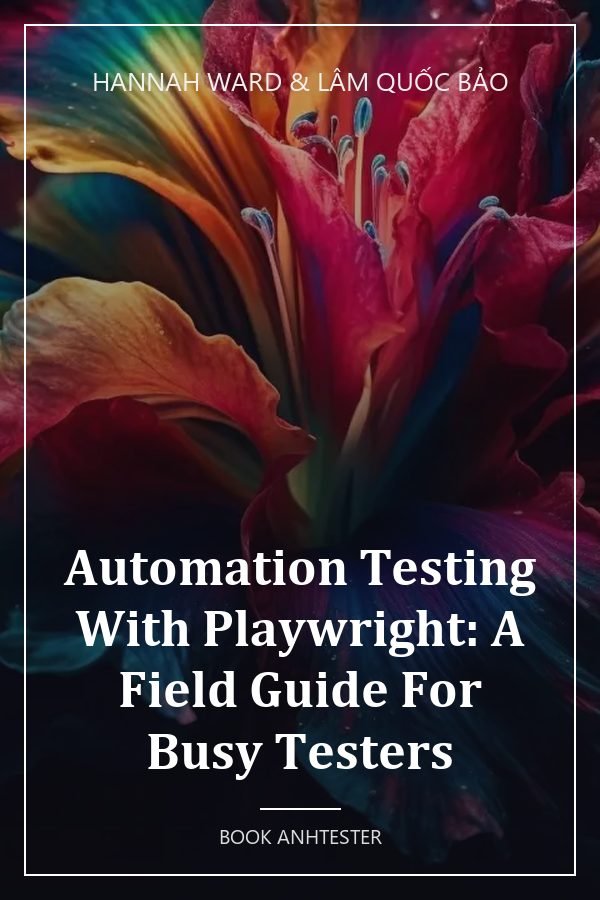 HANNAH WARD & LÂM QUỐC BẢO
Automation Testing
With Playwright: A
Field Guide For
Busy Testers
BOOK ANHTESTER